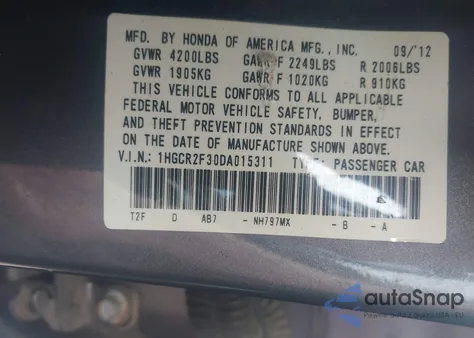 MFD. BY HONDA OF AMERICA MFG., INC. 09/'12
GVWR 4200LBS GAWR F 2249LBS R 2006LBS
GVWR 1905KG GAWR F 1020KG R 910KG
THIS VEHICLE CONFORMS TO ALL APPLICABLE
FEDERAL MOTOR VEHICLE SAFETY, BUMPER,
AND THEFT PREVENTION STANDARDS IN EFFECT
ON THE DATE OF MANUFACTURE SHOWN ABOVE.
V.I.N.: 1HGCR2F30DA015311 TYPE: PASSENGER CAR
T2F D AB7 - NH797MX - B - A
autoSnap